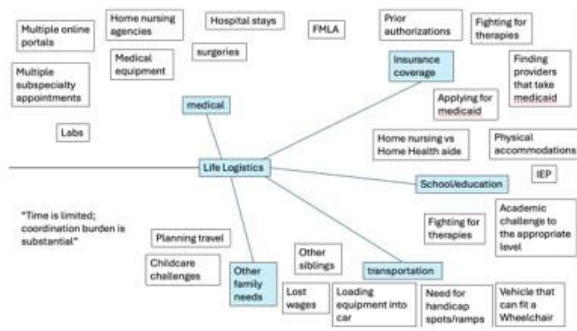 Multiple online
portals
Home nursing
agencies
Hospital stays
FMLA
Prior
authorizations
Fighting for
therapies
Multiple
subspecialty
appointments
Medical
equipment
surgeries
Insurance
coverage
Finding
providers
that take
medicaid
medical
Applying for
medicaid
Labs
Home nursing vs
Home Health aide
Physical
accommodations
Life Logistics
IEP
School/education
"Time is limited;
coordination burden is
substantial"
Planning travel
Childcare
challenges
Other
family
needs
Other
siblings
Lost
wages
transportation
Loading
equipment into
car
Need for
handicap
spots/ramps
Vehicle that
can fit a
Wheelchair
Fighting for
therapies
Academic
challenge to
the appropriate
level